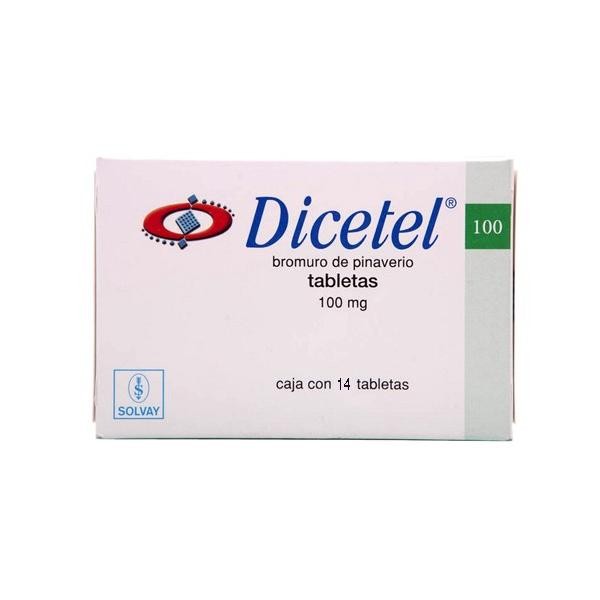 Dicetel®
100
bromuro de pinaverio
tabletas
100 mg
caja con 14 tabletas
SOLVAY